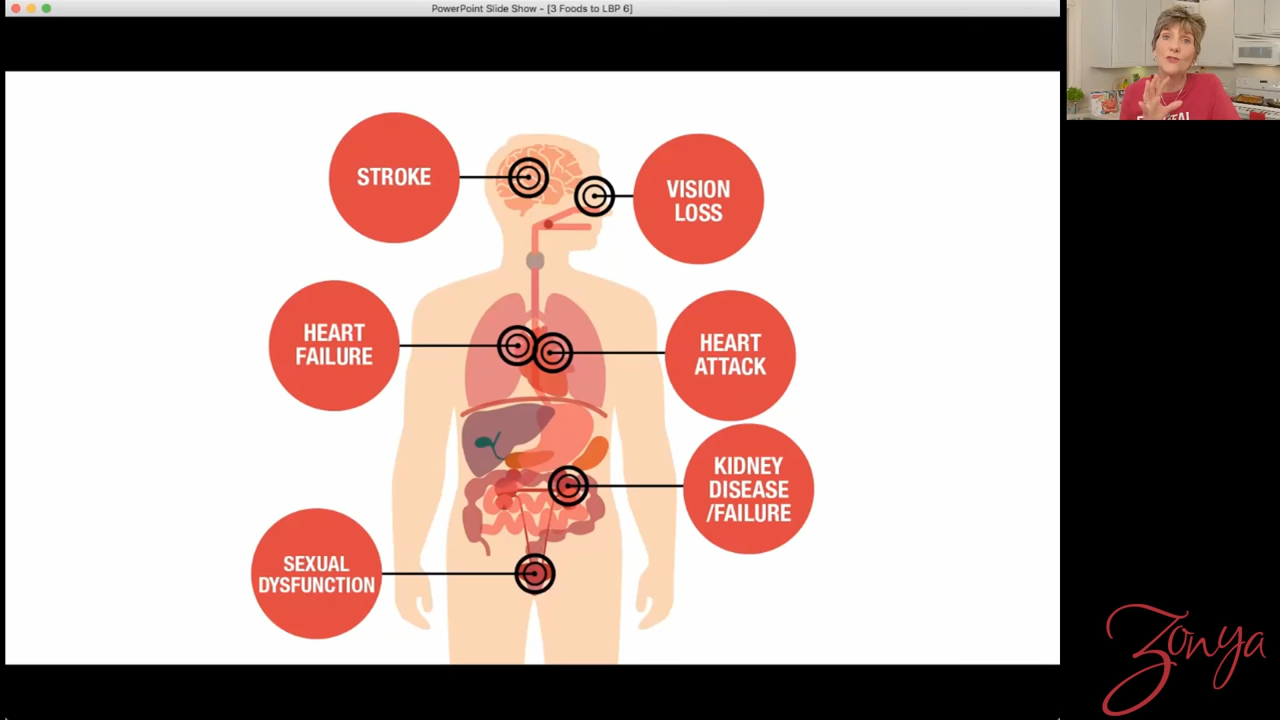 PowerPoint Slide Show - [3 Foods to LBP 6]
STROKE
VISION
LOSS
HEART
FAILURE
HEART
ATTACK
KIDNEY
DISEASE
/FAILURE
SEXUAL
DYSFUNCTION
Zonya